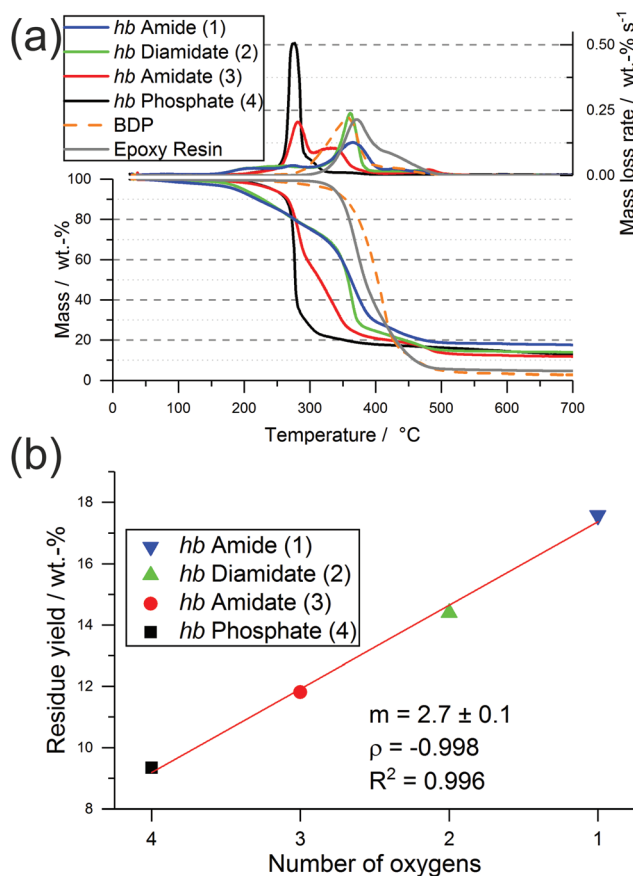 (a)
hb Amide (1)
hb Diamidate (2)
hb Amidate (3)
hb Phosphate (4)
BDP
Epoxy Resin
0.50
0.25
0.00
Mass loss rate / wt.-% s⁻¹
100
80
60
40
20
0
Mass / wt.-%
0 100 200 300 400 500 600 700
Temperature / °C
(b)
18
16
14
12
10
8
Residue yield / wt.-%
hb Amide (1)
hb Diamidate (2)
hb Amidate (3)
hb Phosphate (4)
m = 2.7 ± 0.1
ρ = -0.998
R² = 0.996
4 3 2 1
Number of oxygens